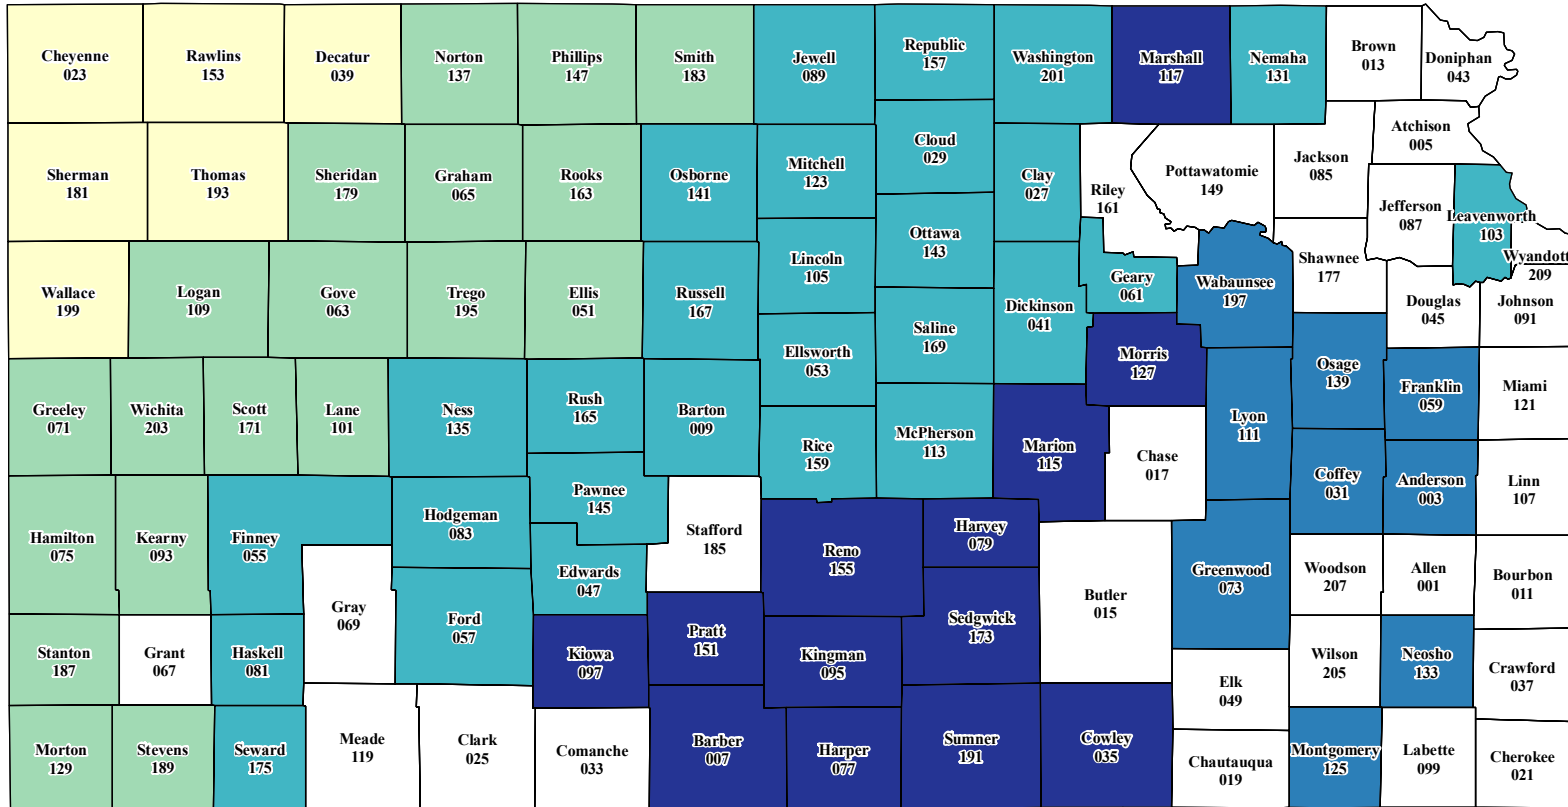 Cheyenne
023
Rawlins
153
Decatur
039
Norton
137
Phillips
147
Smith
183
Jewell
089
Republic
157
Washington
201
Marshall
117
Nemaha
131
Brown
013
Doniphan
043
Sherman
181
Thomas
193
Sheridan
179
Graham
065
Rooks
163
Osborne
141
Mitchell
123
Cloud
029
Clay
027
Riley
161
Pottawatomie
149
Jackson
085
Atchison
005
Jefferson
087
Leavenworth
103
Wyandott
209
Wallace
199
Logan
109
Gove
063
Trego
195
Ellis
051
Russell
167
Lincoln
105
Ottawa
143
Saline
169
Dickinson
041
Geary
061
Wabaunsee
197
Shawnee
177
Douglas
045
Johnson
091
Ellsworth
053
Morris
127
Osage
139
Franklin
059
Miami
121
Greeley
071
Wichita
203
Scott
171
Lane
101
Ness
135
Rush
165
Barton
009
Rice
159
McPherson
113
Marion
115
Chase
017
Lyon
111
Coffey
031
Anderson
003
Linn
107
Hamilton
075
Kearny
093
Finney
055
Hodgeman
083
Pawnee
145
Stafford
185
Reno
155
Harvey
079
Edwards
047
Gray
069
Ford
057
Sedgwick
173
Butler
015
Greenwood
073
Woodson
207
Allen
001
Bourbon
011
Stanton
187
Grant
067
Haskell
081
Kiowa
097
Pratt
151
Kingman
095
Elk
049
Wilson
205
Neosho
133
Crawford
037
Morton
129
Stevens
189
Seward
175
Meade
119
Clark
025
Comanche
033
Barber
007
Harper
077
Sumner
191
Cowley
035
Chautauqua
019
Montgomery
125
Labette
099
Cherokee
021